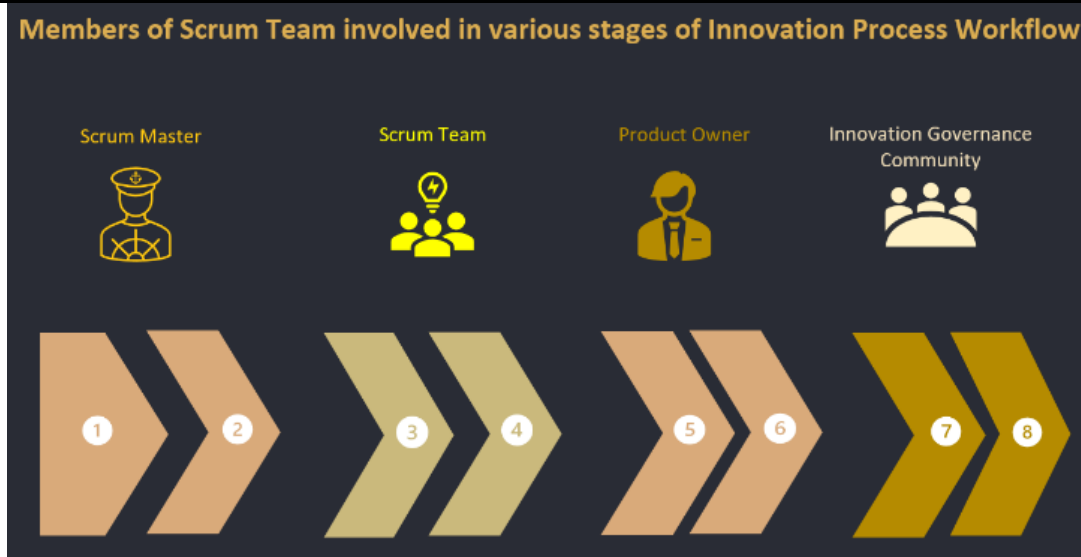 Members of Scrum Team involved in various stages of Innovation Process Workflow
Scrum Master
Scrum Team
Product Owner
Innovation Governance
Community
1
2
3
4
5
6
7
8